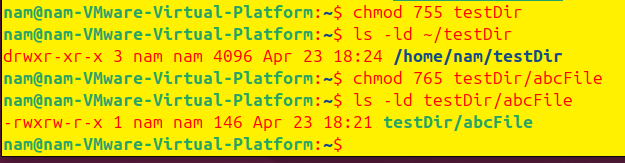 nam@nam-VMware-Virtual-Platform:~$ chmod 755 testDir
nam@nam-VMware-Virtual-Platform:~$ ls -ld ~/testDir
drwxr-xr-x 3 nam nam 4096 Apr 23 18:24 /home/nam/testDir
nam@nam-VMware-Virtual-Platform:~$ chmod 765 testDir/abcFile
nam@nam-VMware-Virtual-Platform:~$ ls -ld testDir/abcFile
-rwxrw-r-x 1 nam nam 146 Apr 23 18:21 testDir/abcFile
nam@nam-VMware-Virtual-Platform:~$